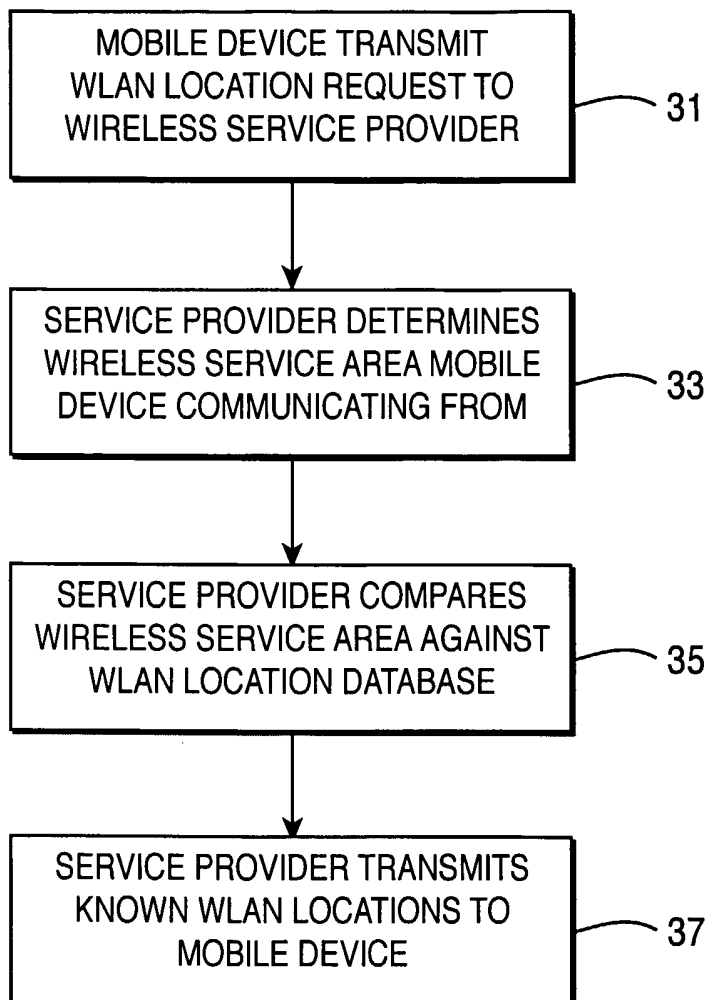 MOBILE DEVICE TRANSMIT
WLAN LOCATION REQUEST TO
WIRELESS SERVICE PROVIDER
31
SERVICE PROVIDER DETERMINES
WIRELESS SERVICE AREA MOBILE
DEVICE COMMUNICATING FROM
33
SERVICE PROVIDER COMPARES
WIRELESS SERVICE AREA AGAINST
WLAN LOCATION DATABASE
35
SERVICE PROVIDER TRANSMITS
KNOWN WLAN LOCATIONS TO
MOBILE DEVICE
37